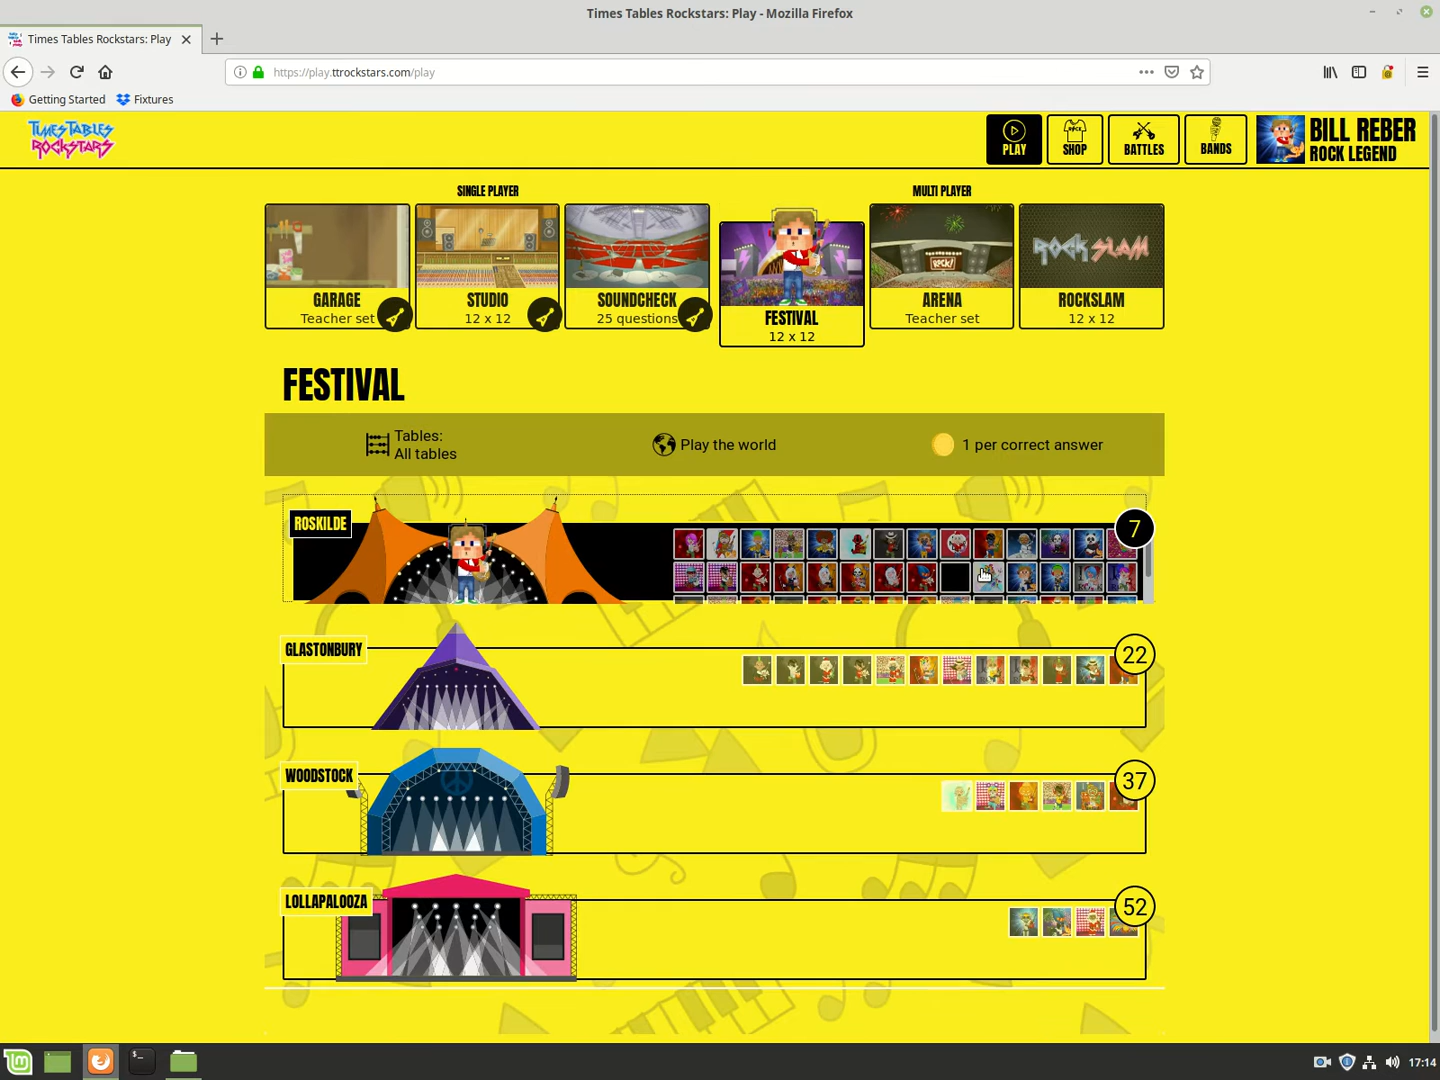 Times Tables Rockstars: Play - Mozilla Firefox
Times Tables Rockstars: Play
https://play.ttrockstars.com/play
Getting Started
Fixtures
TIMES TABLES
ROCKSTARS
PLAY
SHOP
BATTLES
BANDS
BILL REBER
ROCK LEGEND
SINGLE PLAYER
MULTI PLAYER
ROCK!
ROCK SLAM
GARAGE
Teacher set
STUDIO
12 x 12
SOUNDCHECK
25 questions
FESTIVAL
12 x 12
ARENA
Teacher set
ROCKSLAM
12 x 12
FESTIVAL
Tables:
All tables
Play the world
1 per correct answer
ROSKILDE
7
GLASTONBURY
22
WOODSTOCK
37
LOLLAPALOOZA
52
17:14